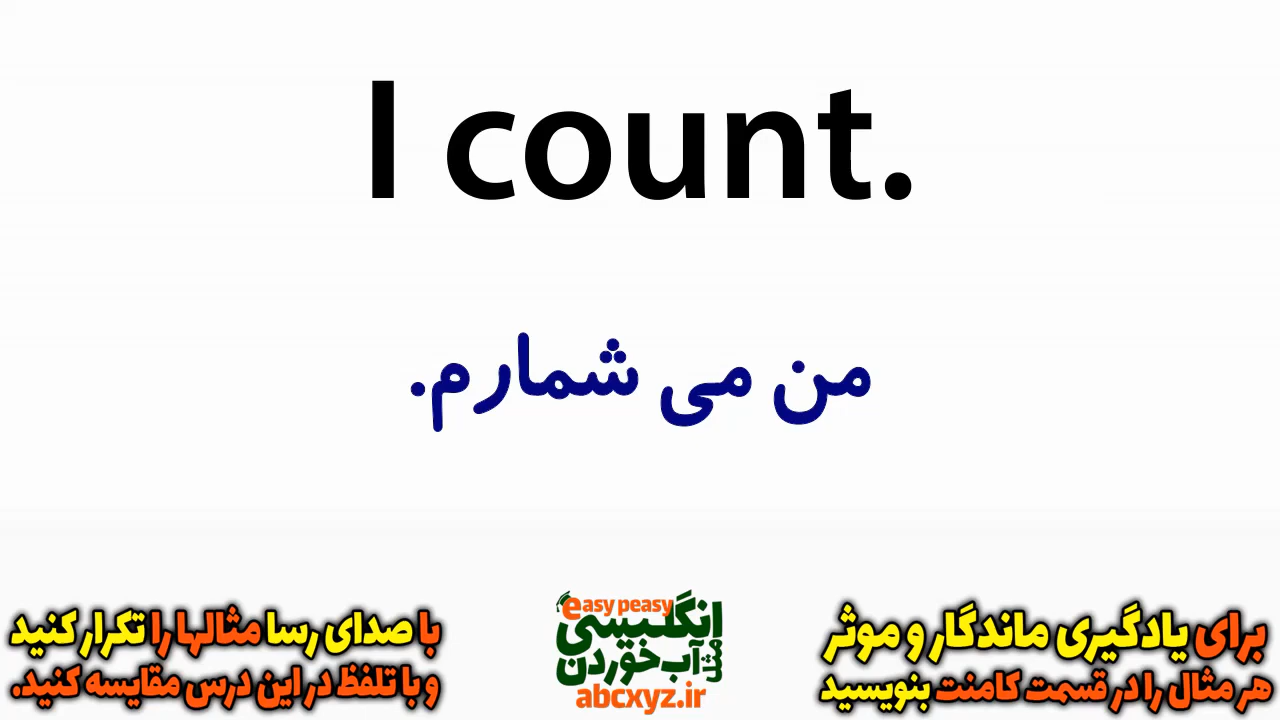 I count.
من می شمارم.
برای یادگیری ماندگار و موثر
هر مثال را در قسمت کامنت بنویسید
easy peasy
انگلیسی
مثل آب خوردن
abcxyz.ir
با صدای رسا مثالها را تکرار کنید
و با تلفظ در این درس مقایسه کنید.